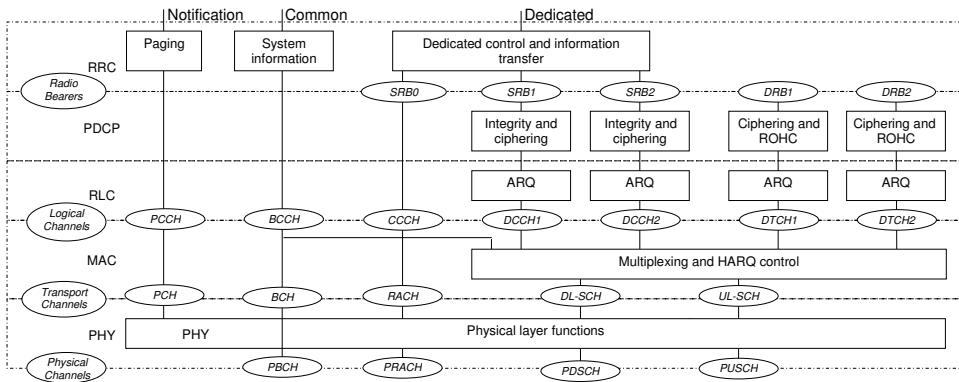 Notification
Common
Dedicated
Paging
System
information
Dedicated control and information
transfer
RRC
Radio
Bearers
SRB0
SRB1
SRB2
DRB1
DRB2
PDCP
Integrity and
ciphering
Integrity and
ciphering
Ciphering and
ROHC
Ciphering and
ROHC
RLC
ARQ
ARQ
ARQ
ARQ
Logical
Channels
PCCH
BCCH
CCCH
DCCH1
DCCH2
DTCH1
DTCH2
MAC
Multiplexing and HARQ control
Transport
Channels
PCH
BCH
RACH
DL-SCH
UL-SCH
PHY
PHY
Physical layer functions
Physical
Channels
PBCH
PRACH
PDSCH
PUSCH